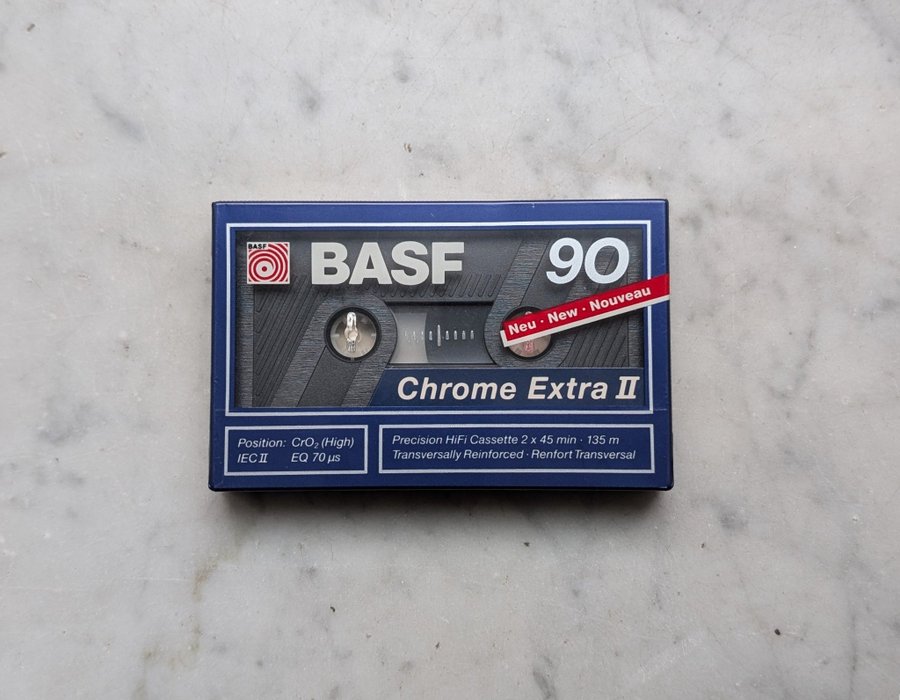 BASF
BASF
90
Neu · New · Nouveau
Chrome Extra II
Position: CrO₂ (High)
IEC II EQ 70 µs
Precision HiFi Cassette 2 x 45 min · 135 m
Transversally Reinforced · Renfort Transversal